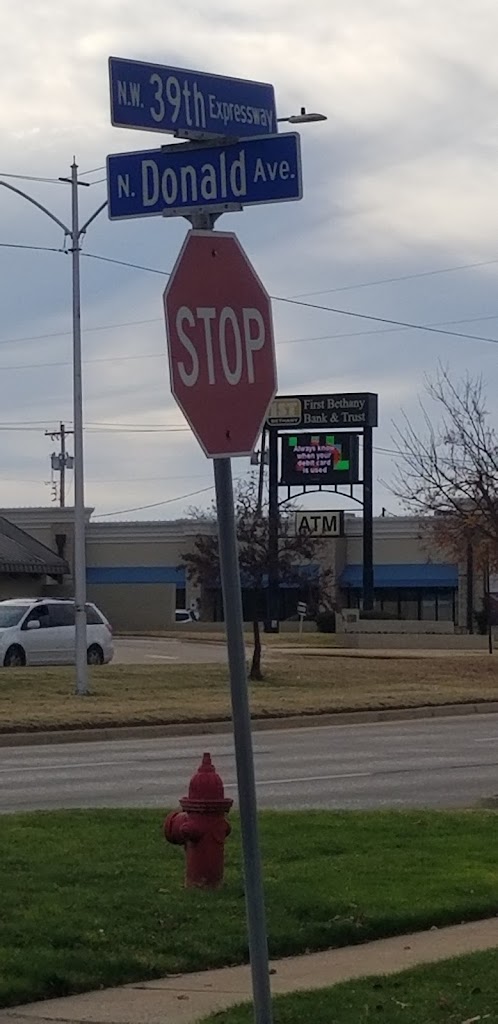 N.W. 39th Expressway
N. Donald Ave.
STOP
First Bethany
Bank & Trust
Always know
when your
debit card
is used
ATM